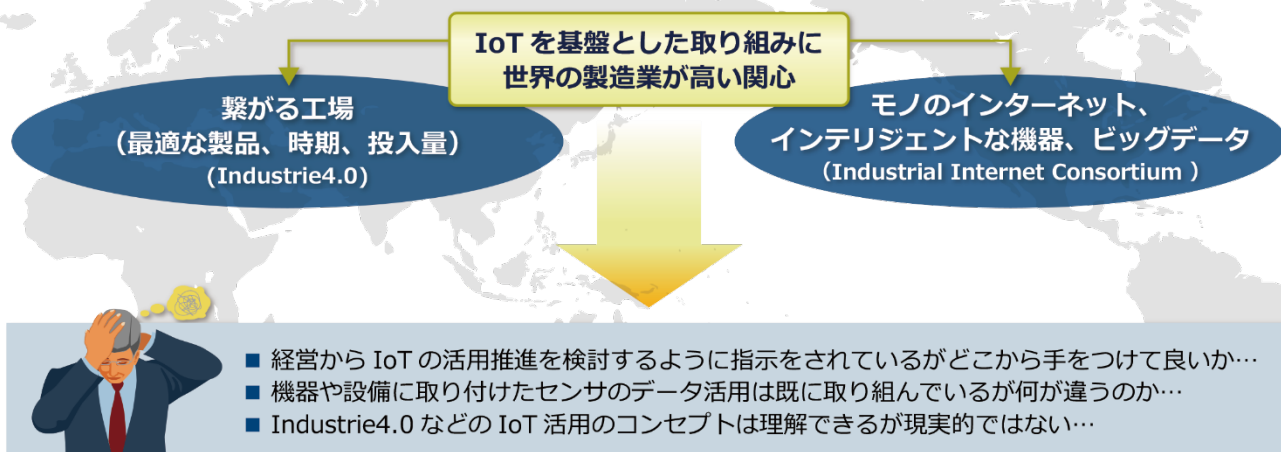 IoT を基盤とした取り組みに
世界の製造業が高い関心
繋がる工場
（最適な製品、時期、投入量）
(Industrie4.0)
モノのインターネット、
インテリジェントな機器、ビッグデータ
（Industrial Internet Consortium ）
■ 経営から IoT の活用推進を検討するように指示をされているがどこから手をつけて良いか…
■ 機器や設備に取り付けたセンサのデータ活用は既に取り組んでいるが何が違うのか…
■ Industrie4.0 などの IoT 活用のコンセプトは理解できるが現実的ではない…